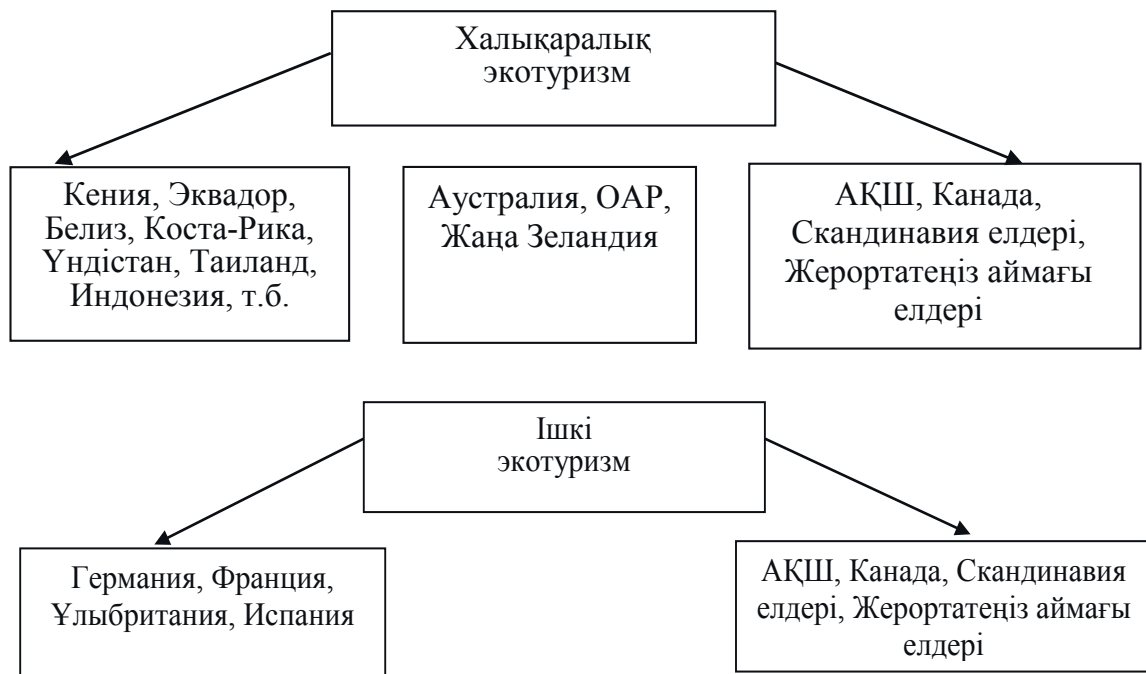 Халықаралық
экотуризм
Кения, Эквадор,
Белиз, Коста-Рика,
Үндістан, Таиланд,
Индонезия, т.б.
Аустралия, ОАР,
Жаңа Зеландия
АҚШ, Канада,
Скандинавия елдері,
Жерортатеңіз аймағы
елдері
Ішкі
экотуризм
Германия, Франция,
Ұлыбритания, Испания
АҚШ, Канада, Скандинавия
елдері, Жерортатеңіз аймағы
елдері